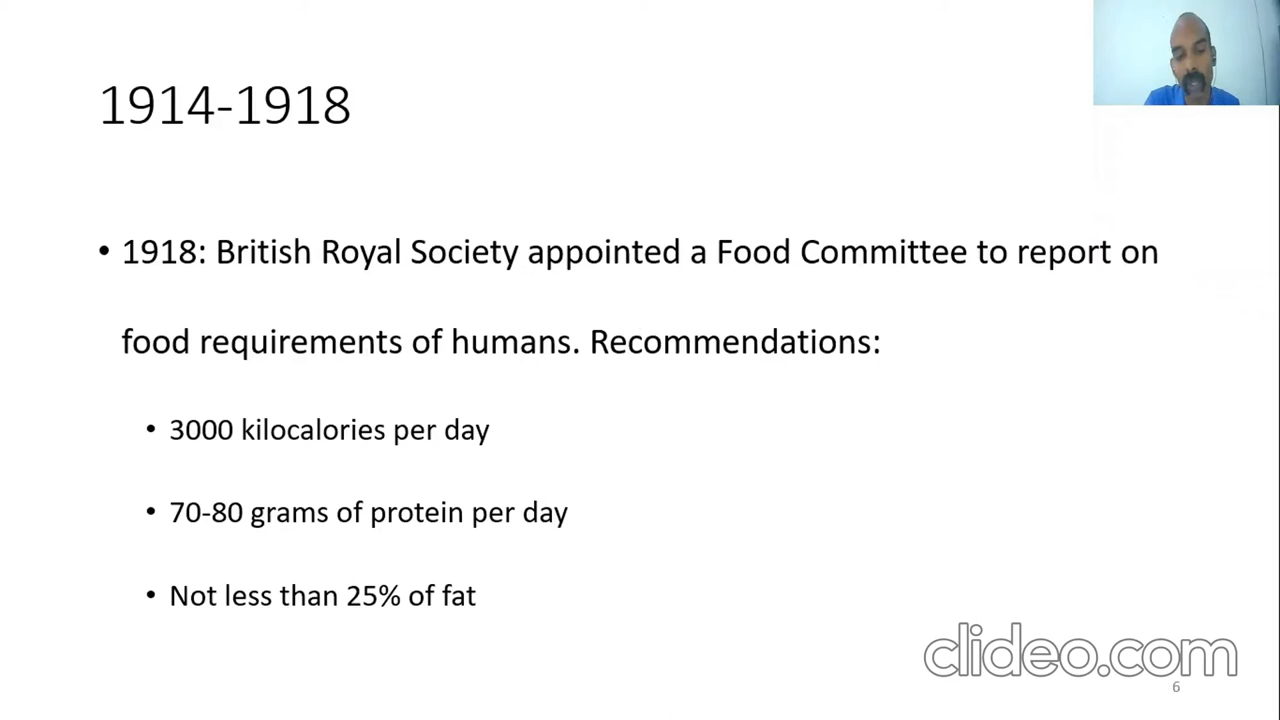 1914-1918
• 1918: British Royal Society appointed a Food Committee to report on
food requirements of humans. Recommendations:
• 3000 kilocalories per day
• 70-80 grams of protein per day
• Not less than 25% of fat
clideo.com
6